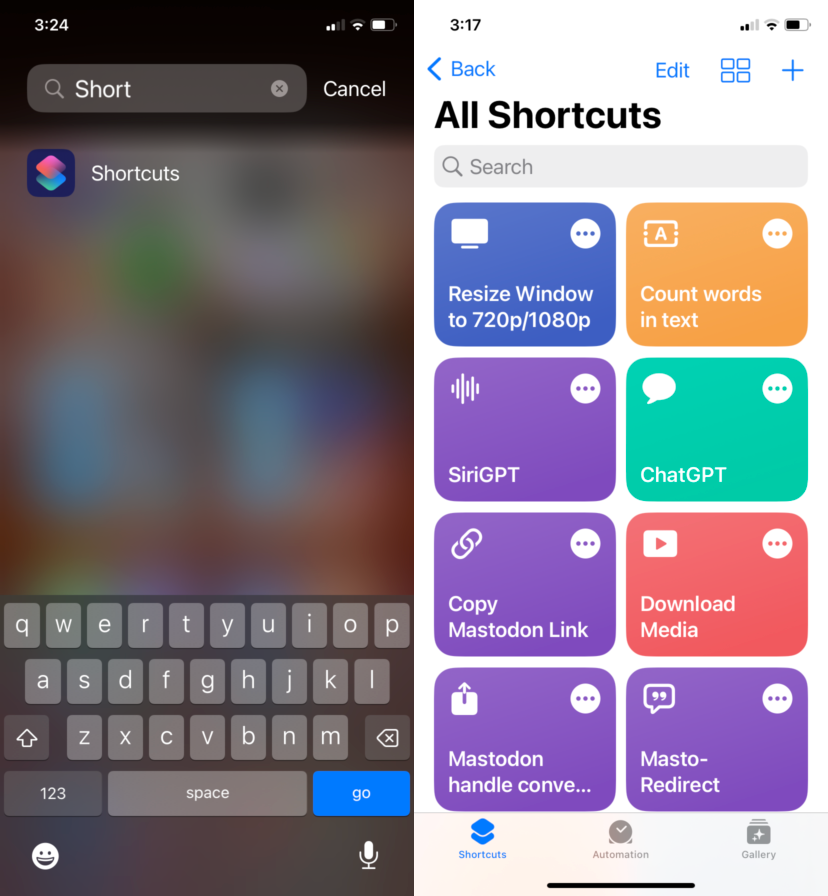 3:24
Short
Cancel
Shortcuts
q w e r t y u i o p
a s d f g h j k l
z x c v b n m
123 space go
3:17
Back
Edit
All Shortcuts
Search
Resize Window
to 720p/1080p
A
Count words
in text
SiriGPT
ChatGPT
Copy
Mastodon Link
Download
Media
Mastodon
handle conve...
Masto-
Redirect
Shortcuts
Automation
Gallery